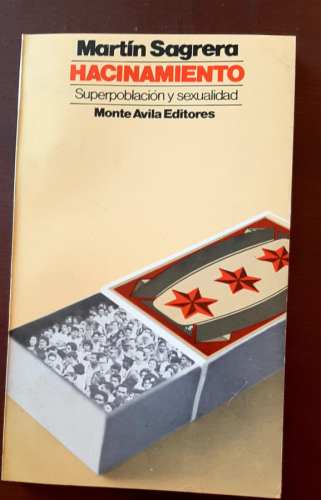 Martín Sagrera
HACINAMIENTO
Superpoblación y sexualidad
Monte Avila Editores